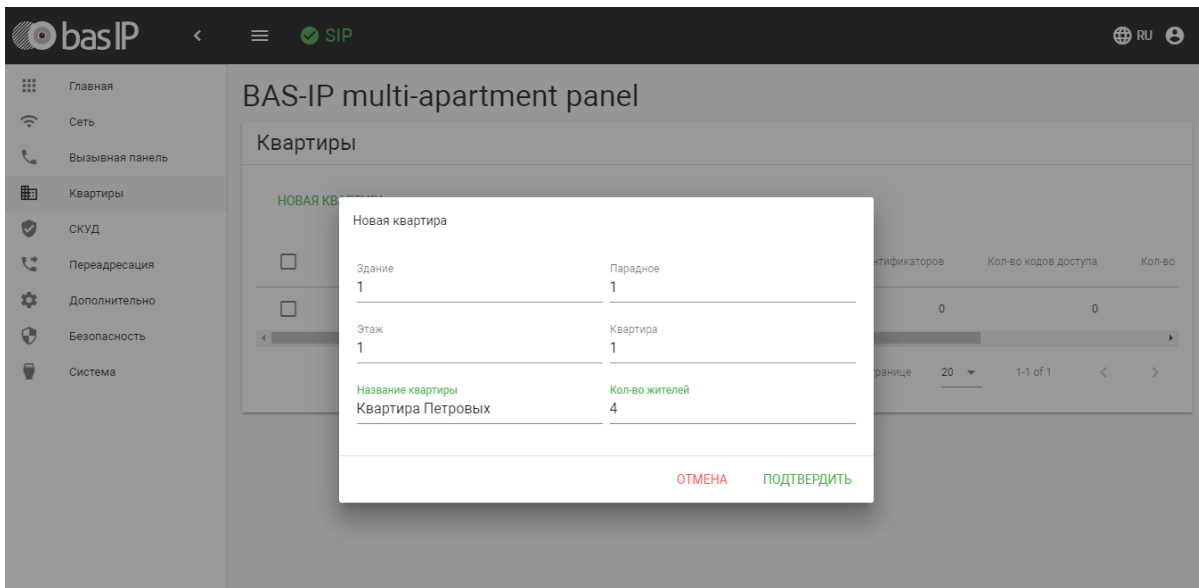 basIP
SIP
RU
Главная
Сеть
Вызывная панель
Квартиры
СКУД
Переадресация
Дополнительно
Безопасность
Система
BAS-IP multi-apartment panel
Квартиры
НОВАЯ
Кол-во кодов доступа Кол-во
0 0
20 1-1 of 1
Новая квартира
Здание Парадное
1 1
Этаж Квартира
1 1
Название квартиры Кол-во жителей
Квартира Петровых 4
ОТМЕНА ПОДТВЕРДИТЬ